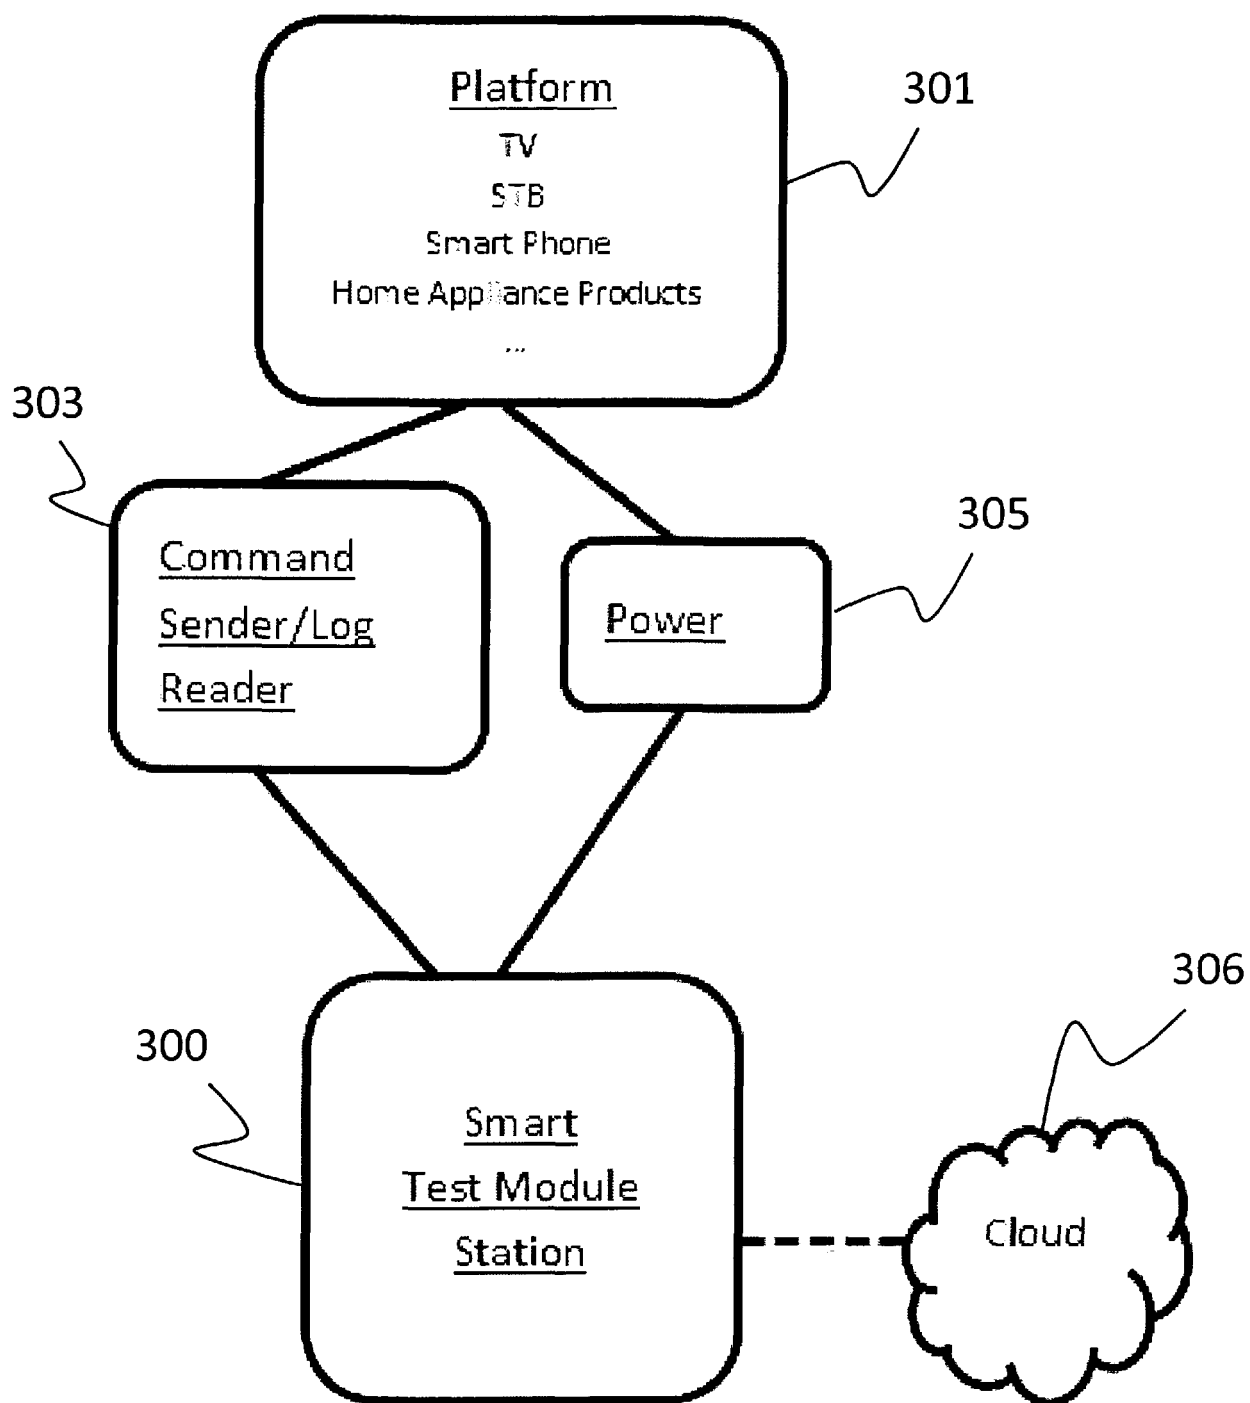 Platform
301
TV
STB
Smart Phone
Home Appliance Products
...
303
Command
Sender/Log
Reader
305
Power
306
300
Smart
Test Module
Station
Cloud